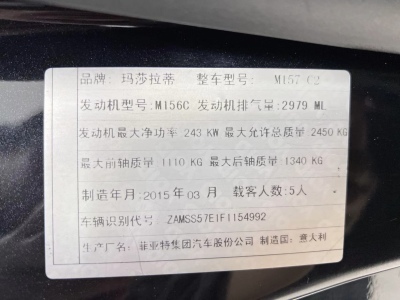 品牌: 玛莎拉蒂 整车型号: M157 C2
发动机型号:M156C 发动机排气量:2979 ML
发动机最大净功率 243 KW 最大允许总质量 2450 KG
最大前轴质量 1110 KG 最大后轴质量 1340 KG
制造年月:2015年03月 载客人数:5人
车辆识别代号 ZAMSS57E1F1154992
生产厂名: 菲亚特集团汽车股份公司 制造国: 意大利